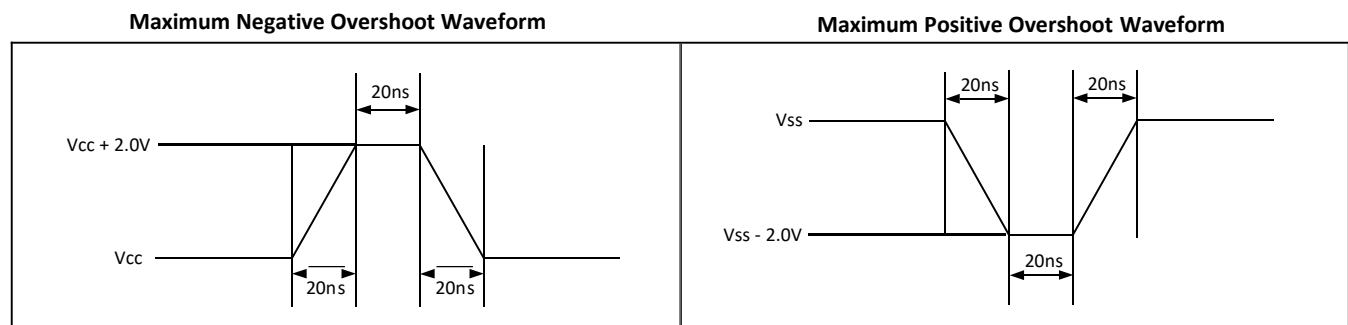 Maximum Negative Overshoot Waveform
20ns
Vcc + 2.0V
Vcc
20ns
20ns
Maximum Positive Overshoot Waveform
20ns
20ns
Vss
Vss - 2.0V
20ns